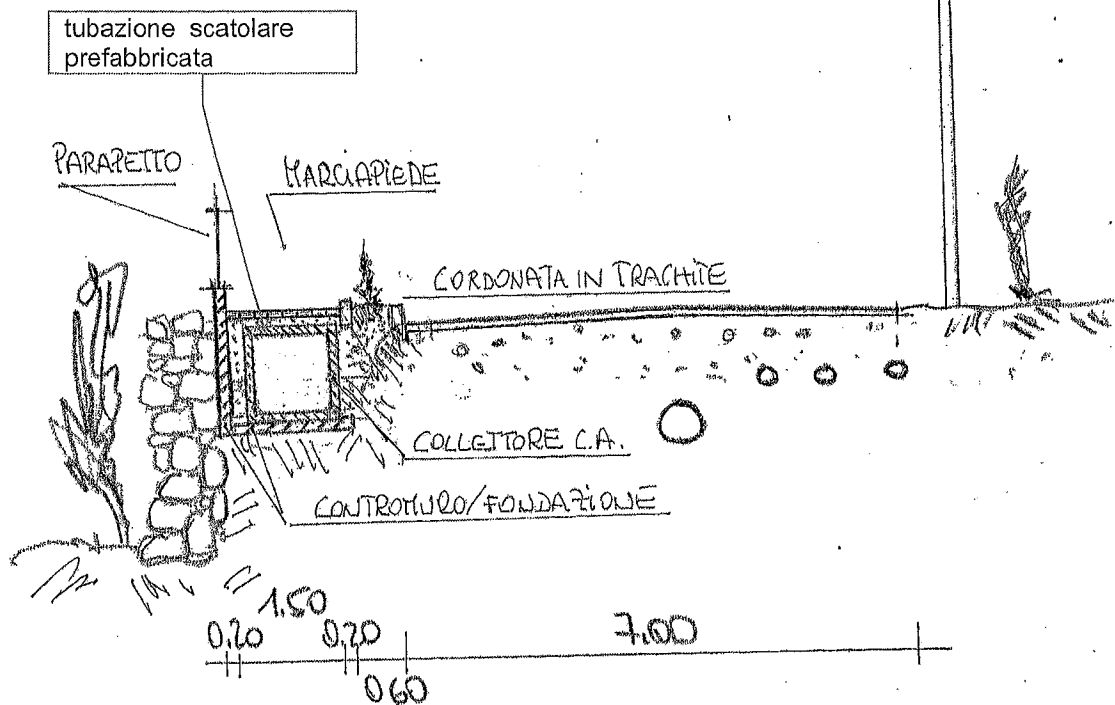 tubazione scatolare
prefabbricata
PARAPETTO
MARCIAPIEDE
CORDONATA IN TRACHITE
COLLETTORE C.A.
CONTROMURO/FONDAZIONE
1.50
0.20 0.20 7.00
0.60